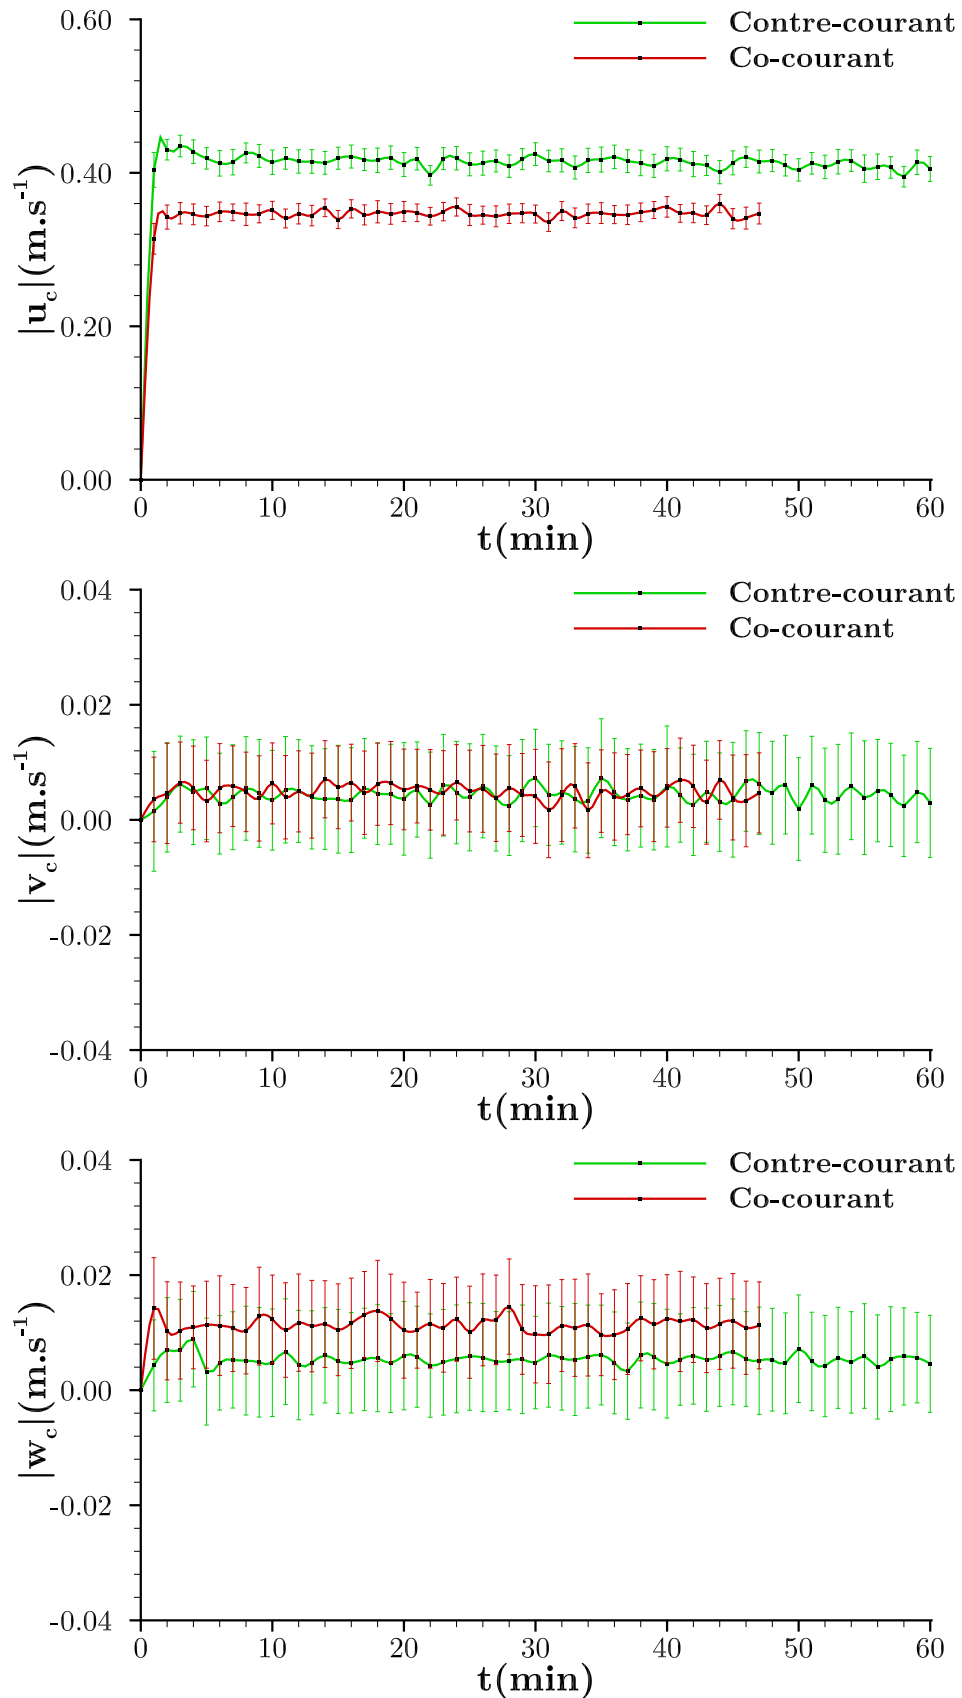 0.60
Contre-courant
Co-courant
0.40
|u_c|(m.s^-1)
0.20
0.00
0 10 20 30 40 50 60
t(min)
0.04
Contre-courant
Co-courant
0.02
|v_c|(m.s^-1)
0.00
-0.02
-0.04
0 10 20 30 40 50 60
t(min)
0.04
Contre-courant
Co-courant
0.02
|w_c|(m.s^-1)
0.00
-0.02
-0.04
0 10 20 30 40 50 60
t(min)